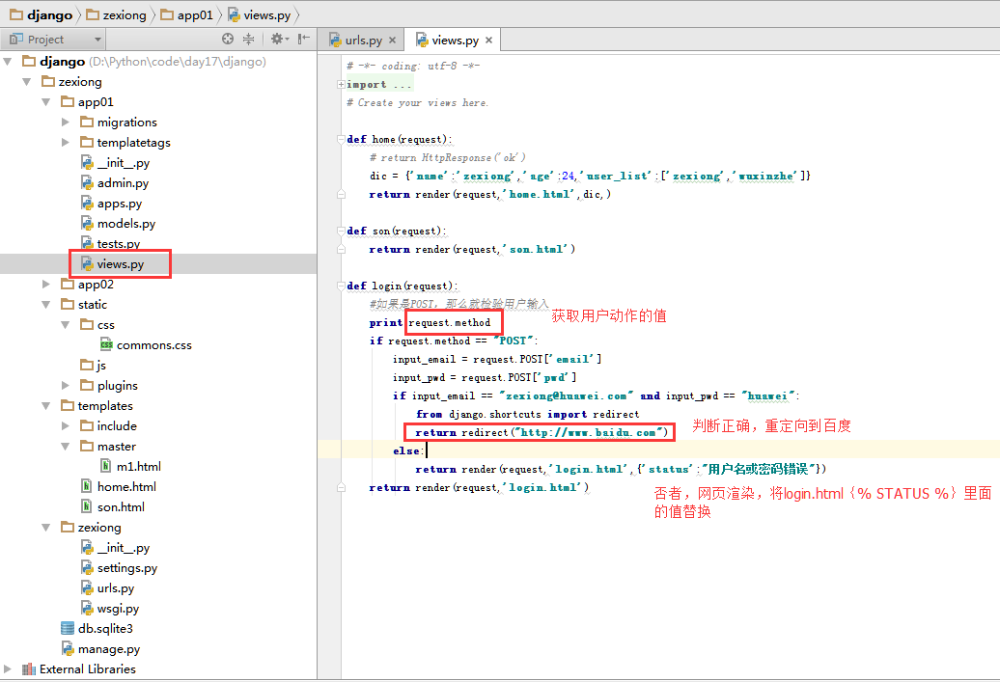 django zexiong app01 views.py
Project
urls.py views.py
django (D:\Python\code\day17\django)
zexiong
app01
migrations
templatetags
__init__.py
admin.py
apps.py
models.py
tests.py
views.py
app02
static
css
commons.css
js
plugins
templates
include
master
m1.html
home.html
son.html
zexiong
__init__.py
settings.py
urls.py
wsgi.py
db.sqlite3
manage.py
External Libraries
# -*- coding: utf-8 -*-
import ...
# Create your views here.
def home(request):
# return HttpResponse('ok')
dic = {'name':'zexiong','age':24,'user_list':['zexiong','wuxinzhe']}
return render(request,'home.html',dic,)
def son(request):
return render(request,'son.html')
def login(request):
#如果是POST，那么就检验用户输入
print request.method 获取用户动作的值
if request.method == "POST":
input_email = request.POST['email']
input_pwd = request.POST['pwd']
if input_email == "zexiong@huawei.com" and input_pwd == "huawei":
from django.shortcuts import redirect
return redirect("http://www.baidu.com") 判断正确，重定向到百度
else:
return render(request,'login.html',{'status':"用户名或密码错误"})
return render(request,'login.html')
否者，网页渲染，将login.html｛% STATUS %｝里面
的值替换